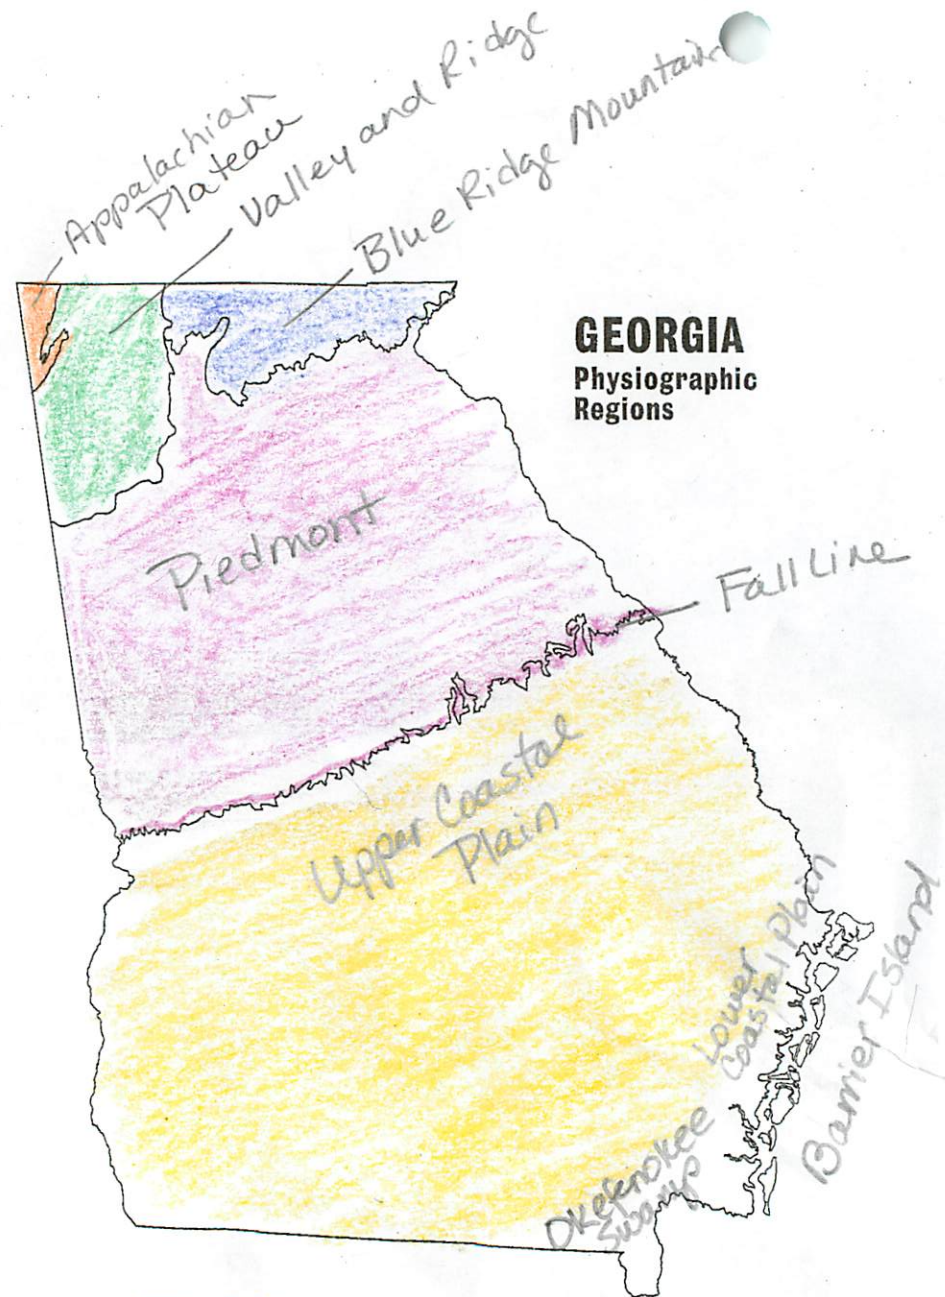 Appalachian
Plateau
Valley and Ridge
Blue Ridge Mountain
GEORGIA
Physiographic
Regions
Piedmont
Fall Line
Upper Coastal
Plain
Lower
Coastal Plain
Barrier Island
Okefenokee
Swamp